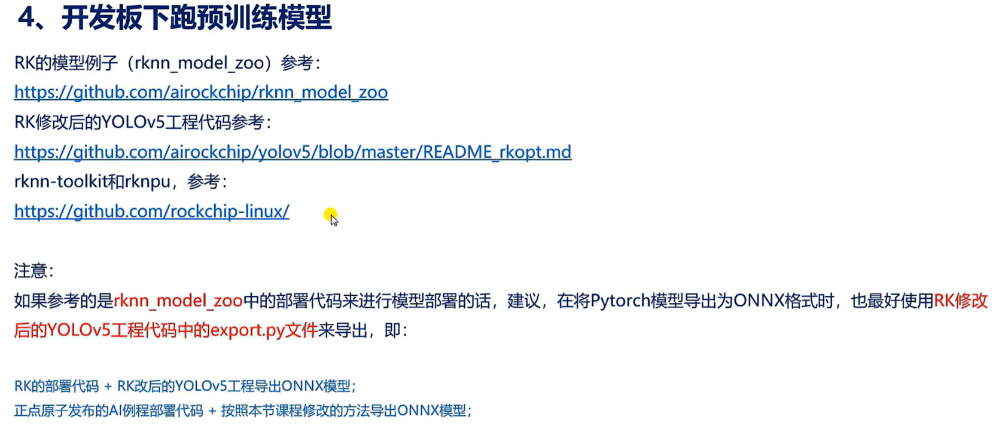 4、开发板下跑预训练模型
RK的模型例子（rknn_model_zoo）参考：
https://github.com/airockchip/rknn_model_zoo
RK修改后的YOLOv5工程代码参考：
https://github.com/airockchip/yolov5/blob/master/README_rkopt.md
rknn-toolkit和rknpu，参考：
https://github.com/rockchip-linux/
注意：
如果参考的是rknn_model_zoo中的部署代码来进行模型部署的话，建议，在将Pytorch模型导出为ONNX格式时，也最好使用RK修改
后的YOLOv5工程代码中的export.py文件来导出，即：
RK的部署代码 + RK改后的YOLOv5工程导出ONNX模型；
正点原子发布的AI例程部署代码 + 按照本节课程修改的方法导出ONNX模型；